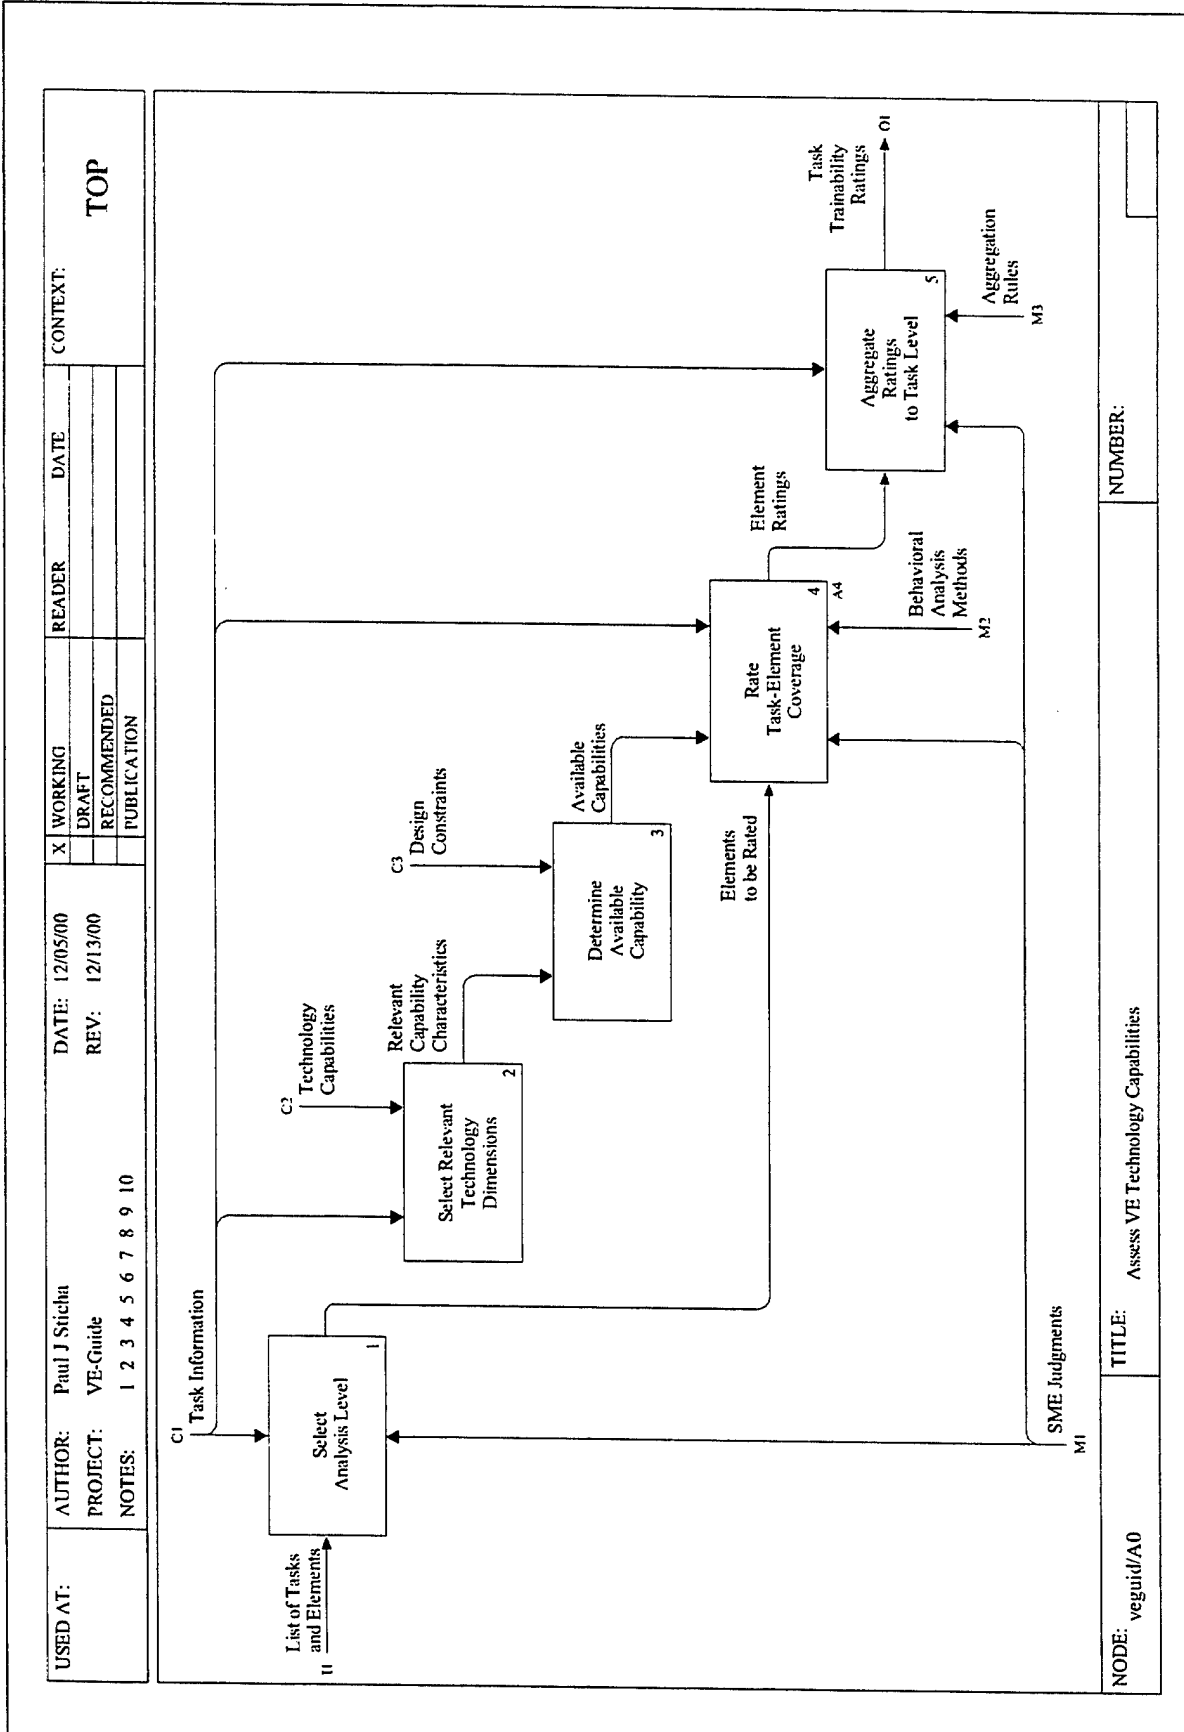 USED AT:
AUTHOR: Paul J Sticha
DATE: 12/05/00
PROJECT: VE-Guide
REV: 12/13/00
NOTES: 1 2 3 4 5 6 7 8 9 10
X WORKING
DRAFT
RECOMMENDED
PUBLICATION
READER DATE
CONTEXT:
TOP
C1
Task Information
I1
List of Tasks
and Elements
Select
Analysis Level
1
C2
Technology
Capabilities
Select Relevant
Technology
Dimensions
2
Relevant
Capability
Characteristics
C3
Design
Constraints
Determine
Available
Capability
3
Available
Capabilities
Elements
to be Rated
Rate
Task-Element
Coverage
4
A4
Element
Ratings
Behavioral
Analysis
Methods
M2
Aggregate
Ratings
to Task Level
5
Task
Trainability
Ratings
O1
Aggregation
Rules
M3
SME Judgments
M1
NODE: veguid/A0
TITLE: Assess VE Technology Capabilities
NUMBER: